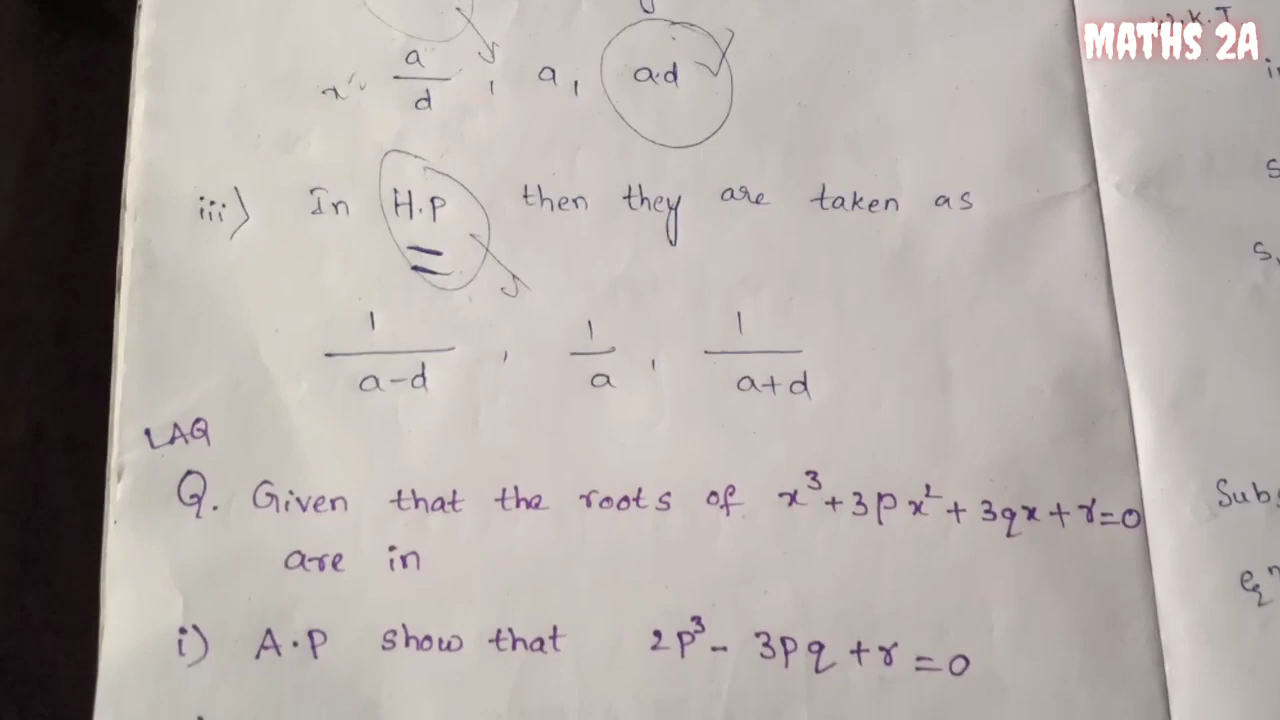 MATHS 2A
a/d , a, a.d
iii) In H.P then they are taken as
1/(a-d) , 1/a , 1/(a+d)
LAQ
Q. Given that the roots of x³+3px²+3qx+r=0
are in
i) A.P show that 2p³- 3pq+r=0
Sub